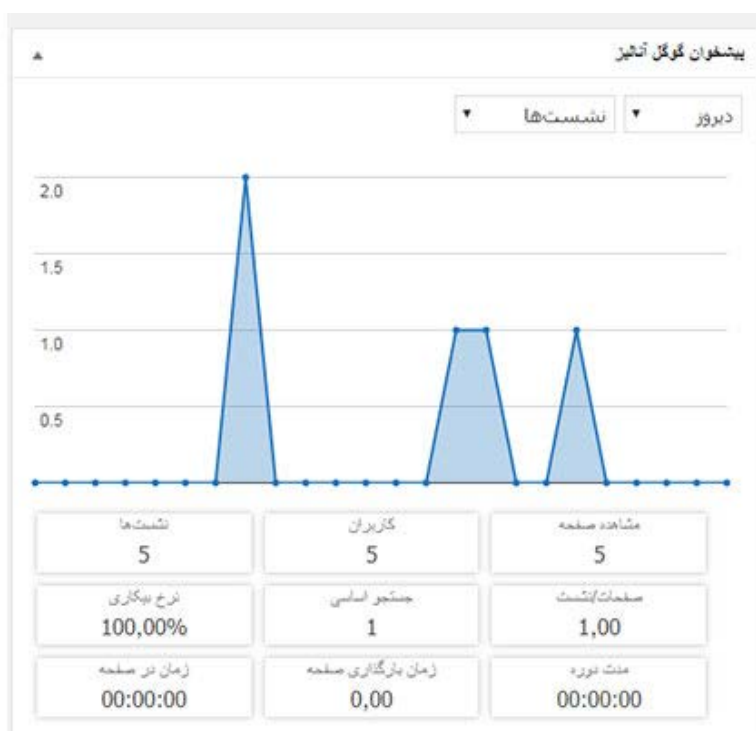 پیشخوان گوگل آنالیز
دیروز نشست‌ها
2.0
1.5
1.0
0.5
مشاهده صفحه کاربران نشست‌ها
5 5 5
صفحات/نشست جستجو اساسی نرخ بیکاری
1,00 1 100,00%
مدت دوره زمان بارگذاری صفحه زمان در صفحه
00:00:00 0,00 00:00:00